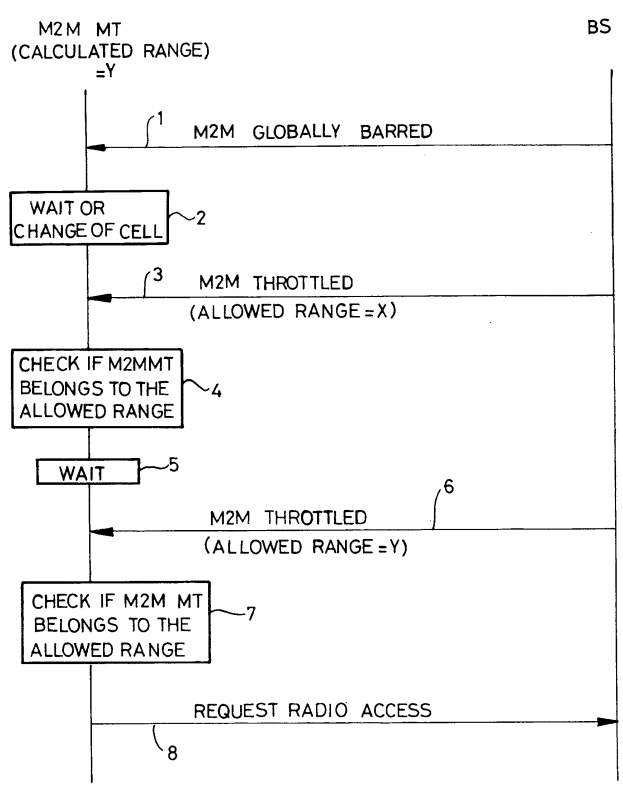 M2M MT
(CALCULATED RANGE)
=Y
BS
1
M2M GLOBALLY BARRED
WAIT OR
CHANGE OF CELL
2
3
M2M THROTTLED
(ALLOWED RANGE=X)
CHECK IF M2MMT
BELONGS TO THE
ALLOWED RANGE
4
WAIT
5
6
M2M THROTTLED
(ALLOWED RANGE=Y)
CHECK IF M2M MT
BELONGS TO THE
ALLOWED RANGE
7
REQUEST RADIO ACCESS
8